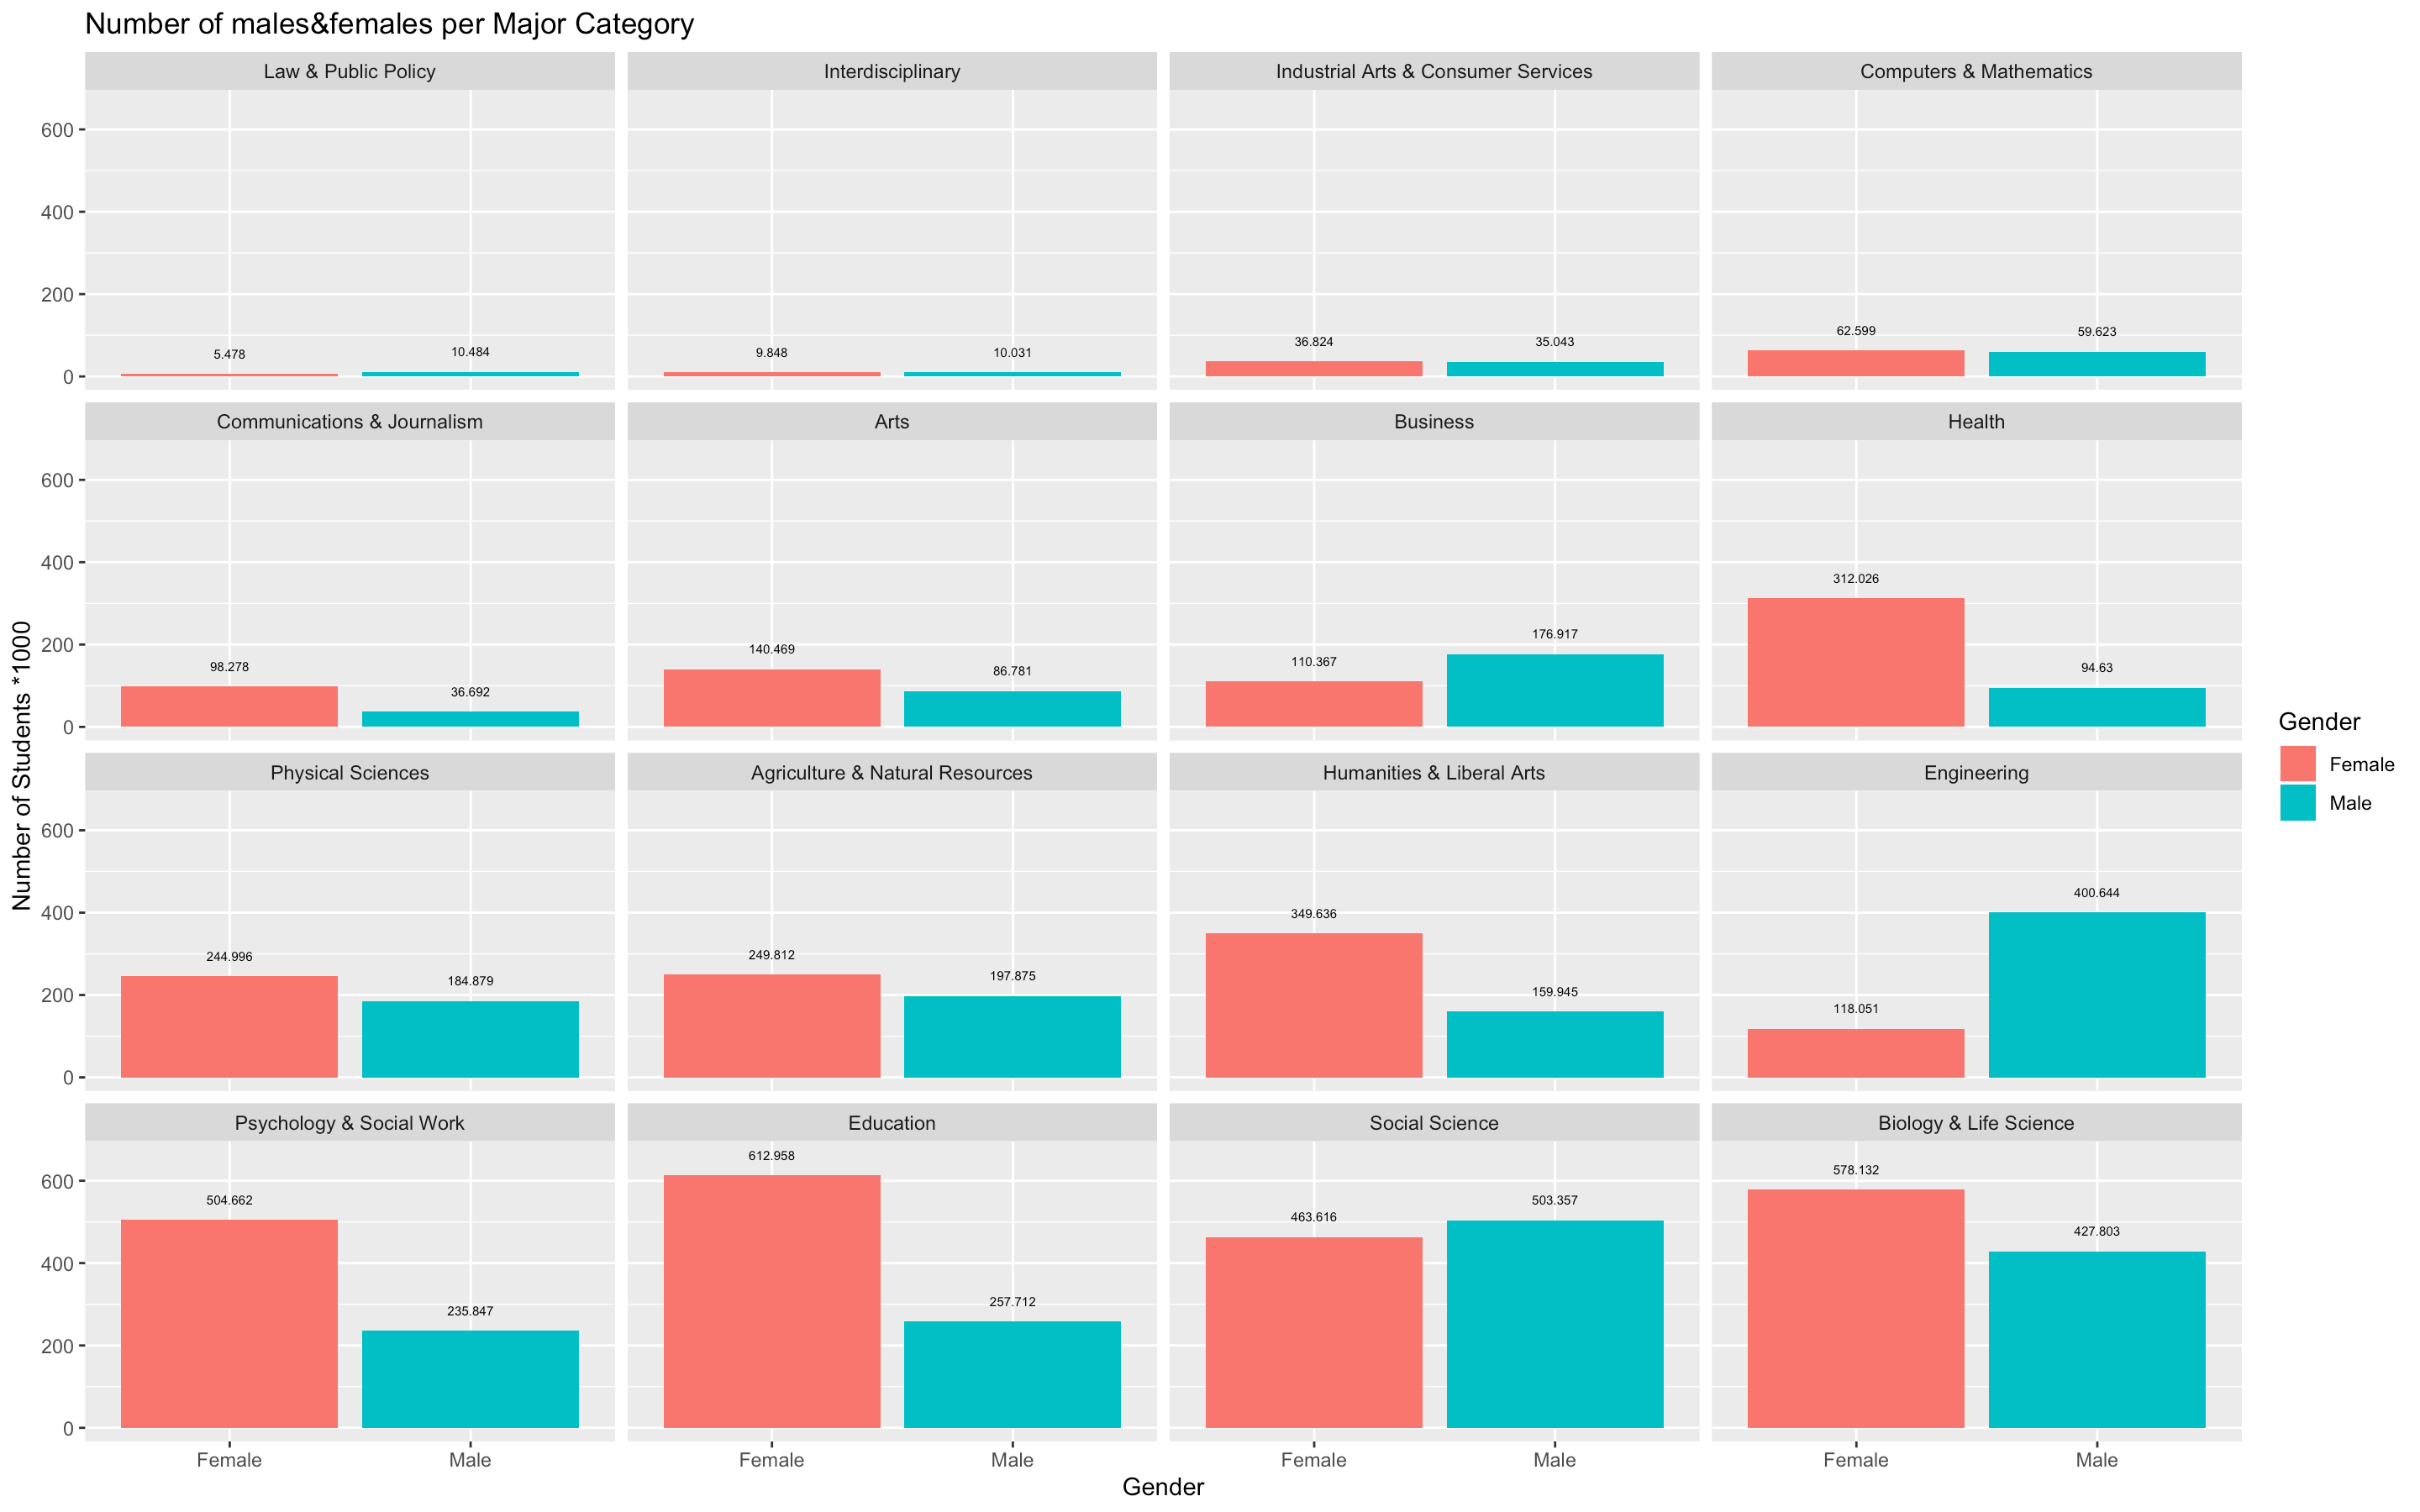 Number of males&females per Major Category
Law & Public Policy
Interdisciplinary
Industrial Arts & Consumer Services
Computers & Mathematics
600
400
200
0
5.478
10.484
9.848
10.031
36.824
35.043
62.599
59.623
Communications & Journalism
Arts
Business
Health
600
400
200
0
98.278
36.692
140.469
86.781
110.367
176.917
312.026
94.63
Number of Students *1000
Physical Sciences
Agriculture & Natural Resources
Humanities & Liberal Arts
Engineering
600
400
200
0
244.996
184.879
249.812
197.875
349.636
159.945
118.051
400.644
Psychology & Social Work
Education
Social Science
Biology & Life Science
600
400
200
0
504.662
235.847
612.958
257.712
463.616
503.357
578.132
427.803
Female
Male
Female
Male
Female
Male
Female
Male
Gender
Gender
Female
Male